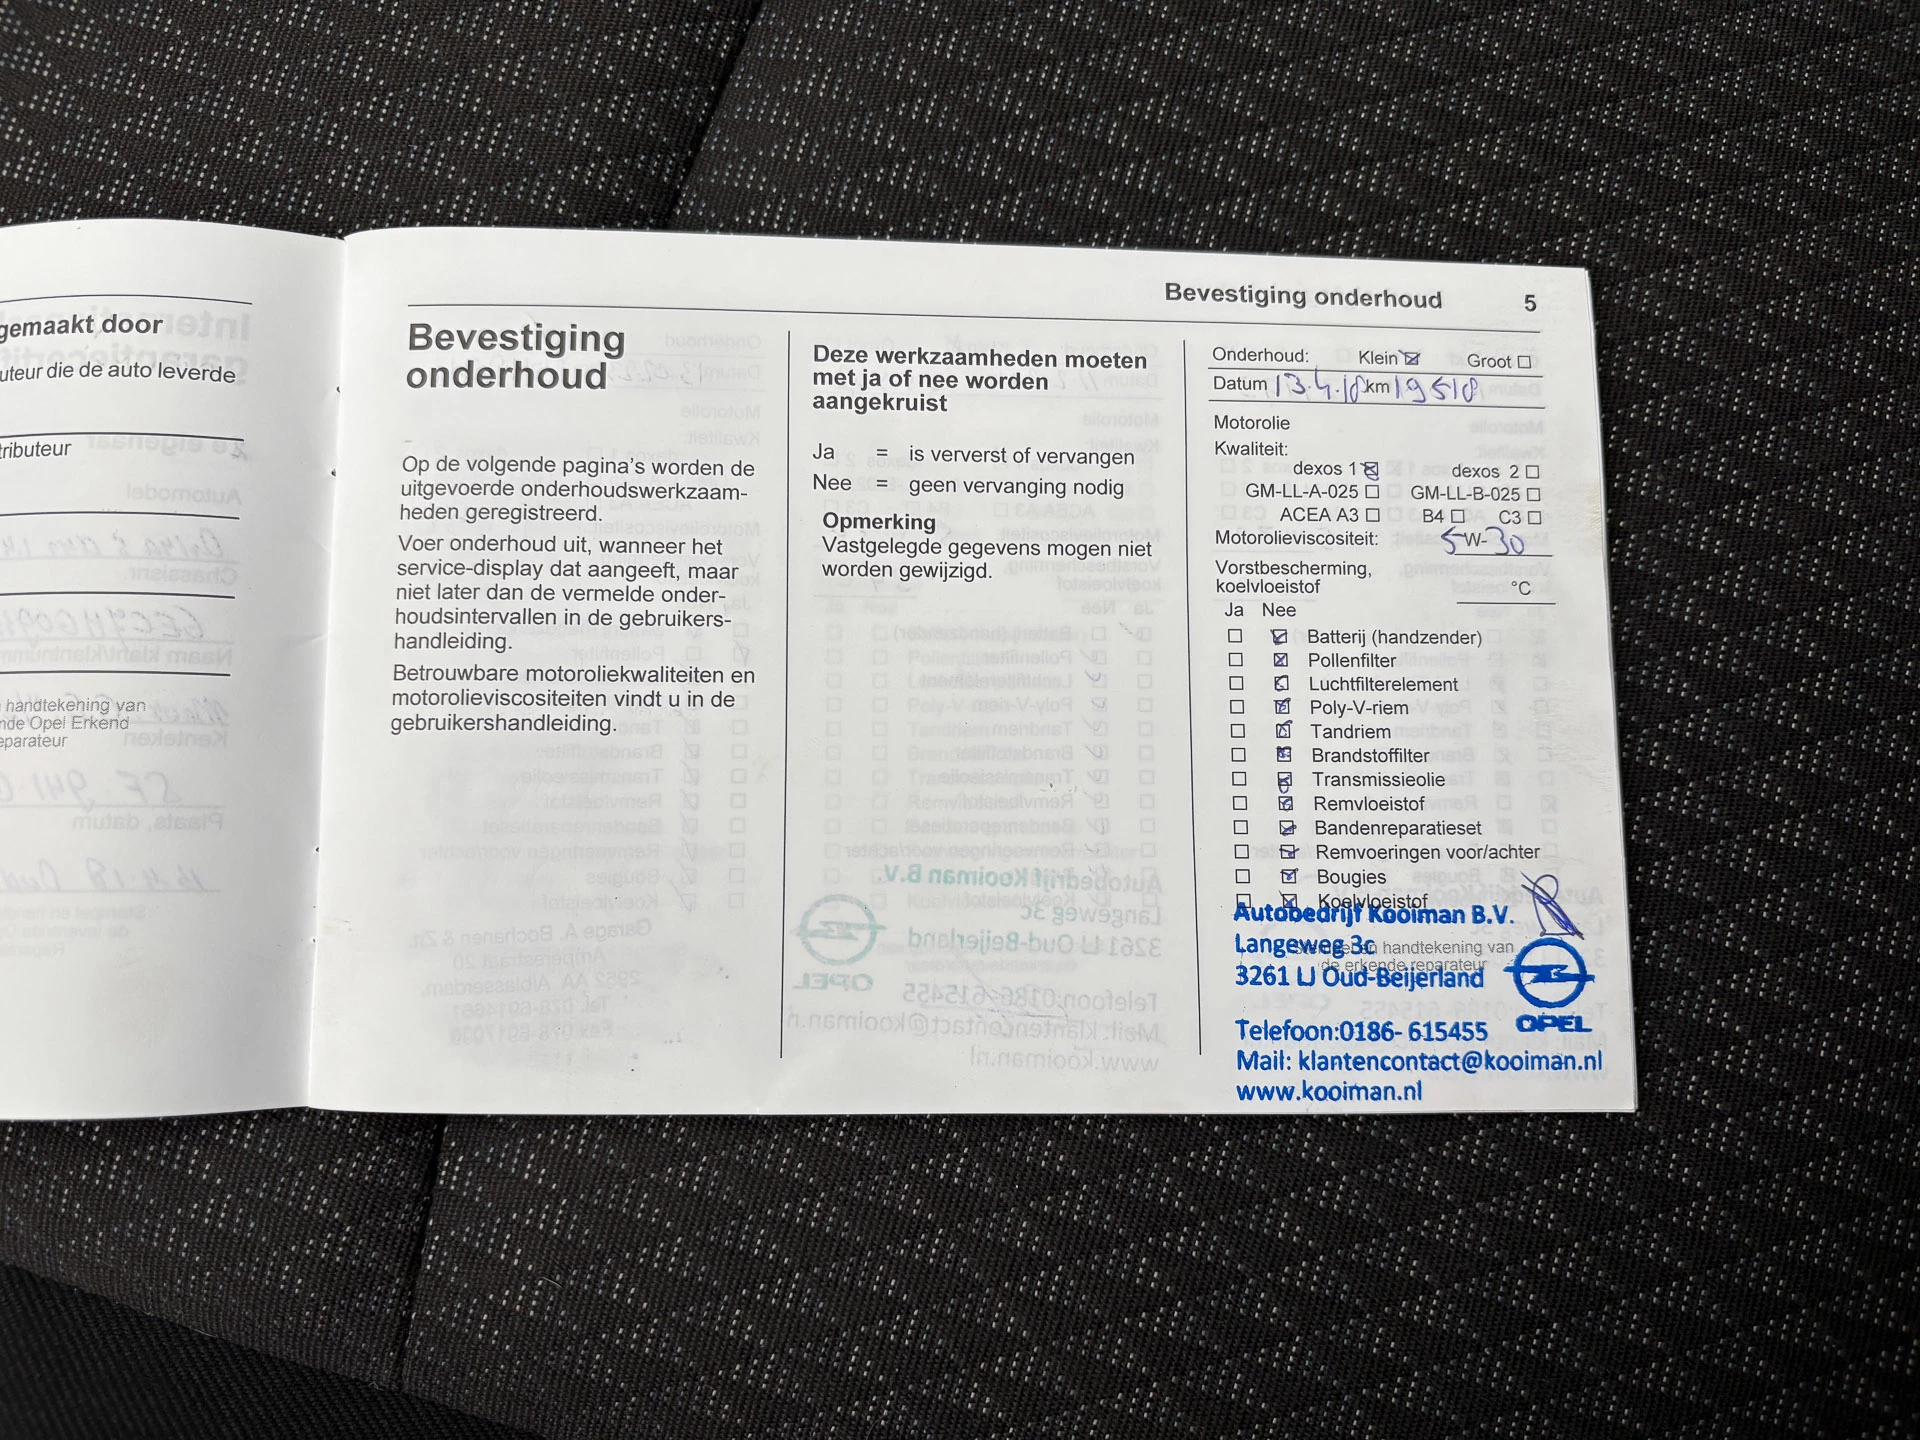 gemaakt door
uteur die de auto leverde
tributeur
handtekening van
nde Opel Erkend
eparateur
Bevestiging onderhoud 5
Bevestiging
onderhoud
Op de volgende pagina's worden de
uitgevoerde onderhoudswerkzaam-
heden geregistreerd.
Voer onderhoud uit, wanneer het
service-display dat aangeeft, maar
niet later dan de vermelde onder-
houdsintervallen in de gebruikers-
handleiding.
Betrouwbare motoroliekwaliteiten en
motorolieviscositeiten vindt u in de
gebruikershandleiding.
Deze werkzaamheden moeten
met ja of nee worden
aangekruist
Ja = is ververst of vervangen
Nee = geen vervanging nodig
Opmerking
Vastgelegde gegevens mogen niet
worden gewijzigd.
Onderhoud: Klein ☒ Groot ☐
Datum 13.4.18 km 19518
Motorolie
Kwaliteit:
dexos 1 ☒ dexos 2 ☐
GM-LL-A-025 ☐ GM-LL-B-025 ☐
ACEA A3 ☐ B4 ☐ C3 ☐
Motorolieviscositeit: 5W-30
Vorstbescherming,
koelvloeistof °C
Ja Nee
☐ ☒ Batterij (handzender)
☐ ☒ Pollenfilter
☐ ☒ Luchtfilterelement
☐ ☒ Poly-V-riem
☐ ☒ Tandriem
☐ ☒ Brandstoffilter
☐ ☒ Transmissieolie
☐ ☒ Remvloeistof
☐ ☒ Bandenreparatieset
☐ ☒ Remvoeringen voor/achter
☐ ☒ Bougies
☐ ☒ Koelvloeistof
Autobedrijf Kooiman B.V.
Langeweg 3c
en handtekening van
de erkende reparateur
3261 LJ Oud-Beijerland
OPEL
Telefoon:0186- 615455
Mail: klantencontact@kooiman.nl
www.kooiman.nl